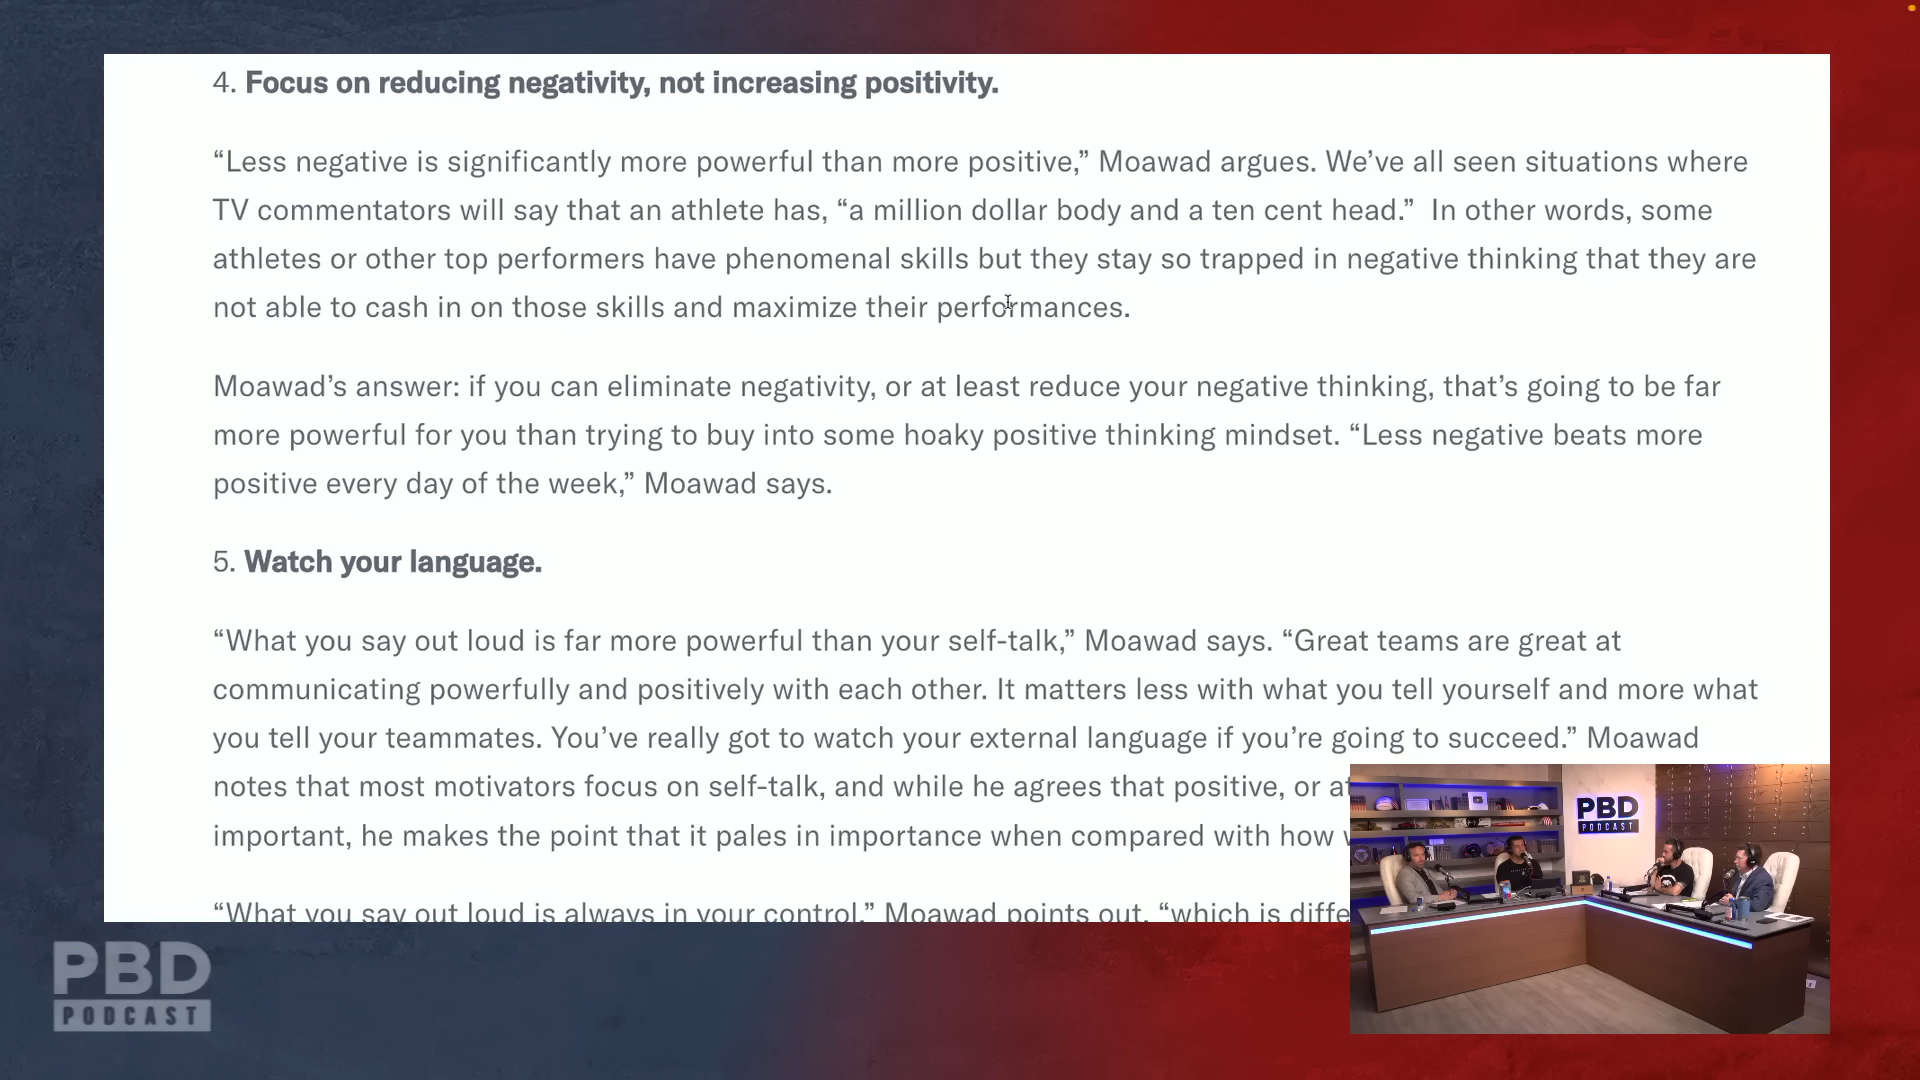 4. Focus on reducing negativity, not increasing positivity.
“Less negative is significantly more powerful than more positive,” Moawad argues. We’ve all seen situations where
TV commentators will say that an athlete has, “a million dollar body and a ten cent head.”  In other words, some
athletes or other top performers have phenomenal skills but they stay so trapped in negative thinking that they are
not able to cash in on those skills and maximize their performances.
Moawad’s answer: if you can eliminate negativity, or at least reduce your negative thinking, that’s going to be far
more powerful for you than trying to buy into some hoaky positive thinking mindset. “Less negative beats more
positive every day of the week,” Moawad says.
5. Watch your language.
“What you say out loud is far more powerful than your self-talk,” Moawad says. “Great teams are great at
communicating powerfully and positively with each other. It matters less with what you tell yourself and more what
you tell your teammates. You’ve really got to watch your external language if you’re going to succeed.” Moawad
notes that most motivators focus on self-talk, and while he agrees that positive, or at
important, he makes the point that it pales in importance when compared with how
“What you say out loud is always in your control,” Moawad points out, “which is
PBD
PODCAST
PBD
PODCAST